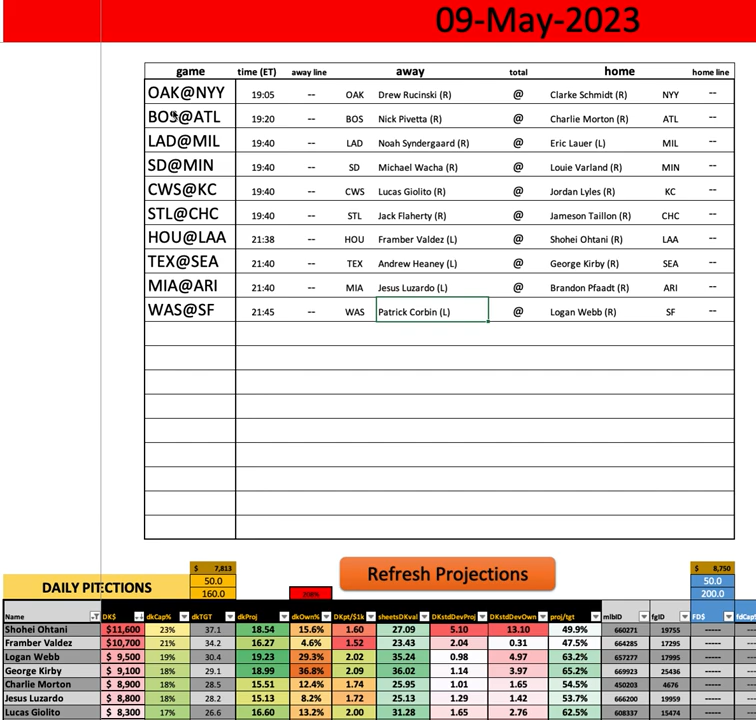 09-May-2023
game time (ET) away line away total home home line
OAK@NYY 19:05 -- OAK Drew Rucinski (R) @ Clarke Schmidt (R) NYY --
BOS@ATL 19:20 -- BOS Nick Pivetta (R) @ Charlie Morton (R) ATL --
LAD@MIL 19:40 -- LAD Noah Syndergaard (R) @ Eric Lauer (L) MIL --
SD@MIN 19:40 -- SD Michael Wacha (R) @ Louie Varland (R) MIN --
CWS@KC 19:40 -- CWS Lucas Giolito (R) @ Jordan Lyles (R) KC --
STL@CHC 19:40 -- STL Jack Flaherty (R) @ Jameson Taillon (R) CHC --
HOU@LAA 21:38 -- HOU Framber Valdez (L) @ Shohei Ohtani (R) LAA --
TEX@SEA 21:40 -- TEX Andrew Heaney (L) @ George Kirby (R) SEA --
MIA@ARI 21:40 -- MIA Jesus Luzardo (L) @ Brandon Pfaadt (R) ARI --
WAS@SF 21:45 -- WAS Patrick Corbin (L) @ Logan Webb (R) SF --
$ 7,813 Refresh Projections $ 8,750
50.0 50.0
DAILY 160.0 200.0
Name DK$ dkCap% dkTGT dkProj dkOwn% DKpt/$1k sheetsDKval DKstdDevProj DKstdDevOwn proj/tgt mlbID fgID FD$ fdCap%
Shohei Ohtani $11,600 23% 37.1 18.54 15.6% 1.60 27.09 5.10 13.10 49.9% 660271 19755 -----
Framber Valdez $10,700 21% 34.2 16.27 4.6% 1.52 23.43 2.04 0.31 47.5% 664285 17295 -----
Logan Webb $ 9,500 19% 30.4 19.23 29.3% 2.02 35.24 0.98 4.97 63.2% 657277 17995 -----
George Kirby $ 9,100 18% 29.1 18.99 36.8% 2.09 36.02 1.14 3.97 65.2% 669923 25436 -----
Charlie Morton $ 8,900 18% 28.5 15.51 12.4% 1.74 25.95 1.01 1.65 54.5% 450203 4676 -----
Jesus Luzardo $ 8,800 18% 28.2 15.13 8.2% 1.72 25.13 1.29 1.42 53.7% 666200 19959 -----
Lucas Giolito $ 8,300 17% 26.6 16.60 13.2% 2.00 31.28 1.65 2.76 62.5% 608337 15474 -----